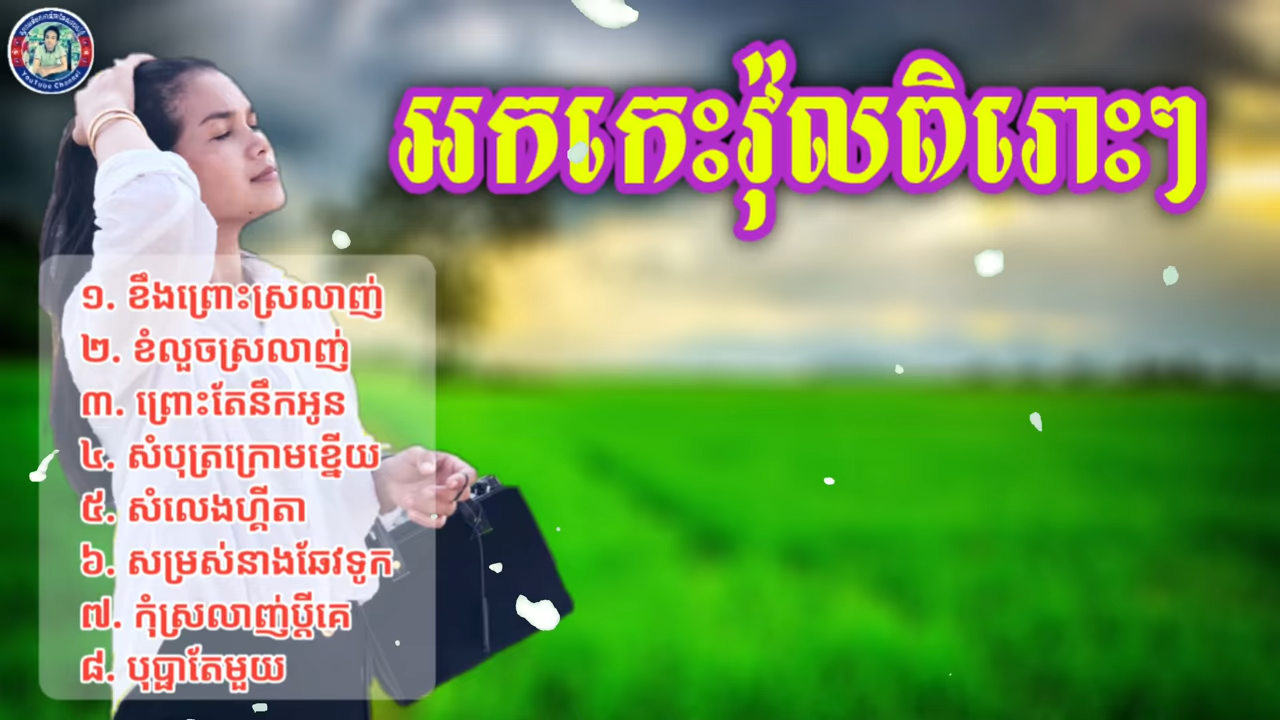 YouTube Channel
អកកេះវ៉ុលពិរោះៗ
១. ខឹងព្រោះស្រលាញ់
២. ខំលួចស្រលាញ់
៣. ព្រោះតែនឹកអូន
៤. សំបុត្រក្រោមខ្នើយ
៥. សំលេងហ្គីតា
៦. សម្រស់នាងឆែវទូក
៧. កុំស្រលាញ់ប្តីគេ
៨. បុប្ផាតែមួយ